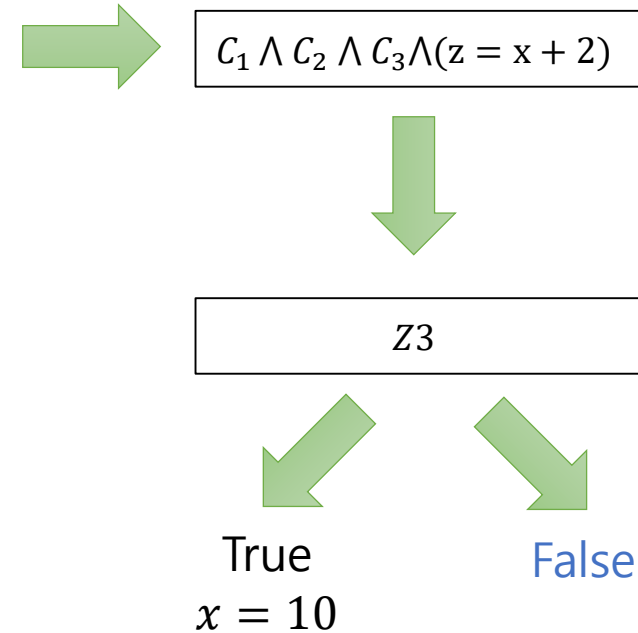 C₁ ∧ C₂ ∧ C₃∧(z = x + 2)
Z3
True
False
x = 10